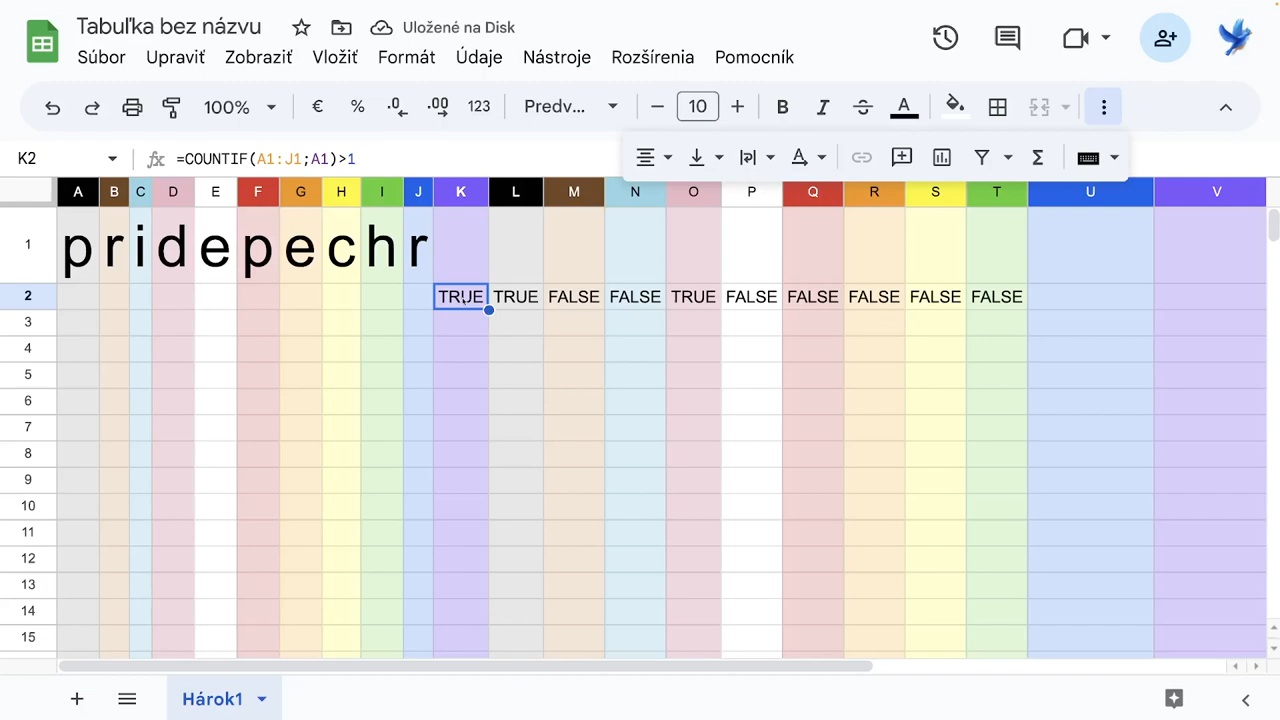 Tabuľka bez názvu Uložené na Disk
Súbor Upraviť Zobraziť Vložiť Formát Údaje Nástroje Rozšírenia Pomocník
100% € % .0 .00 123 Predv... 10 B I A
K2 fx =COUNTIF(A1:J1;A1)>1
A B C D E F G H I J K L M N O P Q R S T U V
1 p r i d e p e c h r
2 TRUE TRUE FALSE FALSE TRUE FALSE FALSE FALSE FALSE FALSE
3
4
5
6
7
8
9
10
11
12
13
14
15
Hárok1